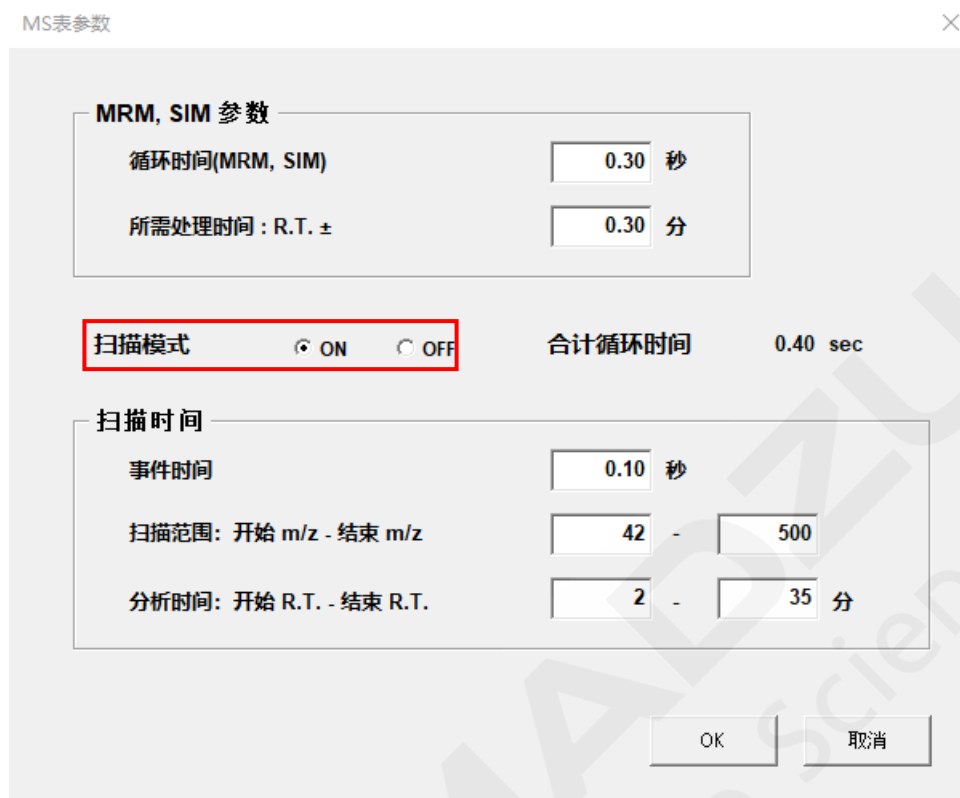 MS表参数
MRM, SIM 参数
循环时间(MRM, SIM) 0.30 秒
所需处理时间 : R.T. ± 0.30 分
扫描模式 ON OFF 合计循环时间 0.40 sec
扫描时间
事件时间 0.10 秒
扫描范围: 开始 m/z - 结束 m/z 42 - 500
分析时间: 开始 R.T. - 结束 R.T. 2 - 35 分
OK 取消
MADZU
Scien